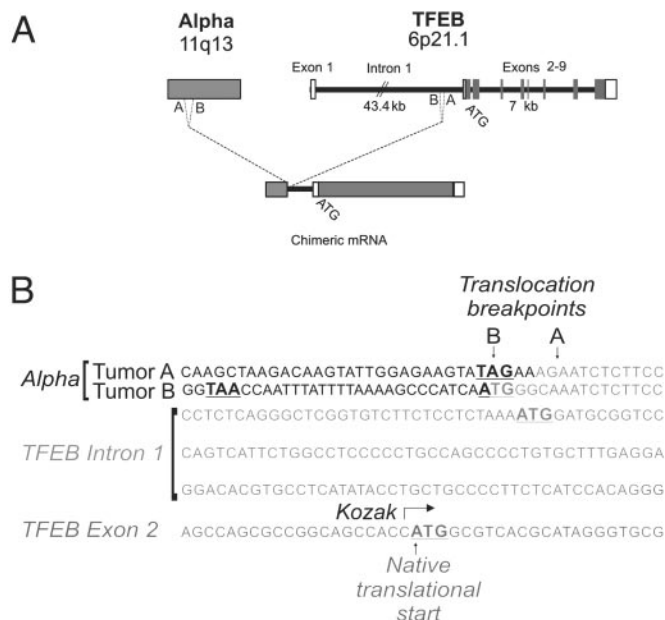 A
Alpha
11q13
TFEB
6p21.1
Exon 1
Intron 1
Exons 2-9
43.4 kb
7 kb
A B
B A
ATG
ATG
Chimeric mRNA
B
Translocation
breakpoints
B A
Alpha
Tumor A CAAGCTAAGACAAGTATTGGAGAAGTATAGAAAGAATCTCTTCC
Tumor B GGTAACCAATTTATTTTAAAAGCCCATCAATGGGCAAATCTCTTCC
CCTCTCAGGGCTCGGTGTCTTCTCCTCTAAAATGGATGCGGTCC
TFEB Intron 1 CAGTCATTCTGGCCTCCCCCTGCCAGCCCCTGTGCTTTGAGGA
GGACACGTGCCTCATATACCTGCTGCCCCTTCTCATCCACAGGG
Kozak
TFEB Exon 2 AGCCAGCGCCGGCAGCCACCATGGCGTCACGCATAGGGTGCG
Native
translational
start